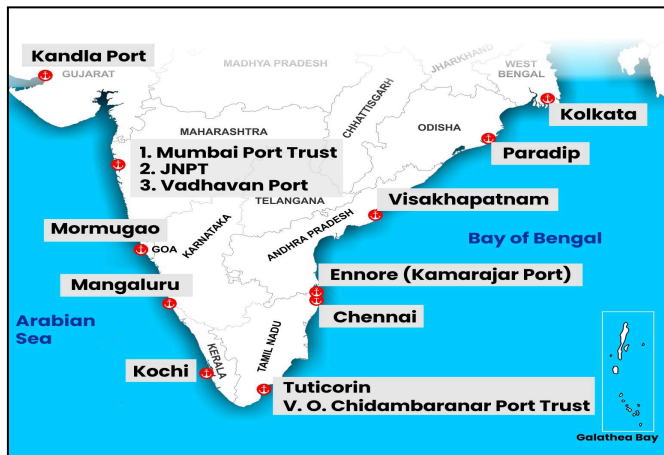 Kandla Port
GUJARAT
MADHYA PRADESH
JHARKHAND
WEST
BENGAL
CHHATTISGARH
Kolkata
MAHARASHTRA
ODISHA
1. Mumbai Port Trust
2. JNPT
3. Vadhavan Port
Paradip
TELANGANA
Visakhapatnam
Mormugao
GOA
KARNATAKA
ANDHRA PRADESH
Bay of Bengal
Ennore (Kamarajar Port)
Mangaluru
Chennai
Arabian
Sea
Kochi
KERALA
TAMIL NADU
Tuticorin
V. O. Chidambaranar Port Trust
Galathea Bay